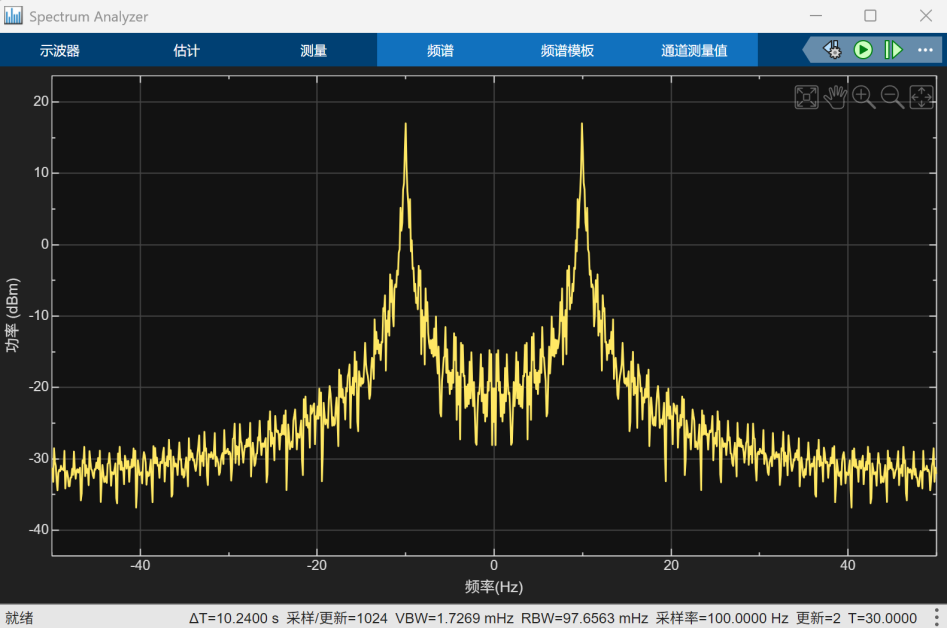 Spectrum Analyzer
示波器 估计 测量 频谱 频谱模板 通道测量值
20
10
0
-10
-20
-30
-40
功率 (dBm)
-40 -20 0 20 40
频率(Hz)
就绪 ΔT=10.2400 s 采样/更新=1024 VBW=1.7269 mHz RBW=97.6563 mHz 采样率=100.0000 Hz 更新=2 T=30.0000